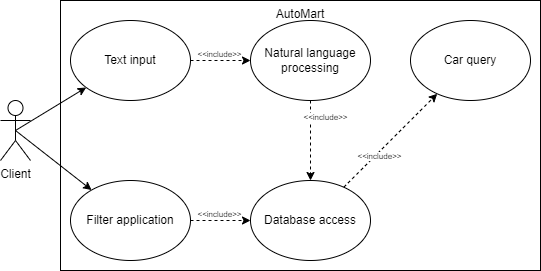 AutoMart
Text input
<<include>>
Natural language
processing
Car query
<<include>>
<<include>>
Client
Filter application
<<include>>
Database access